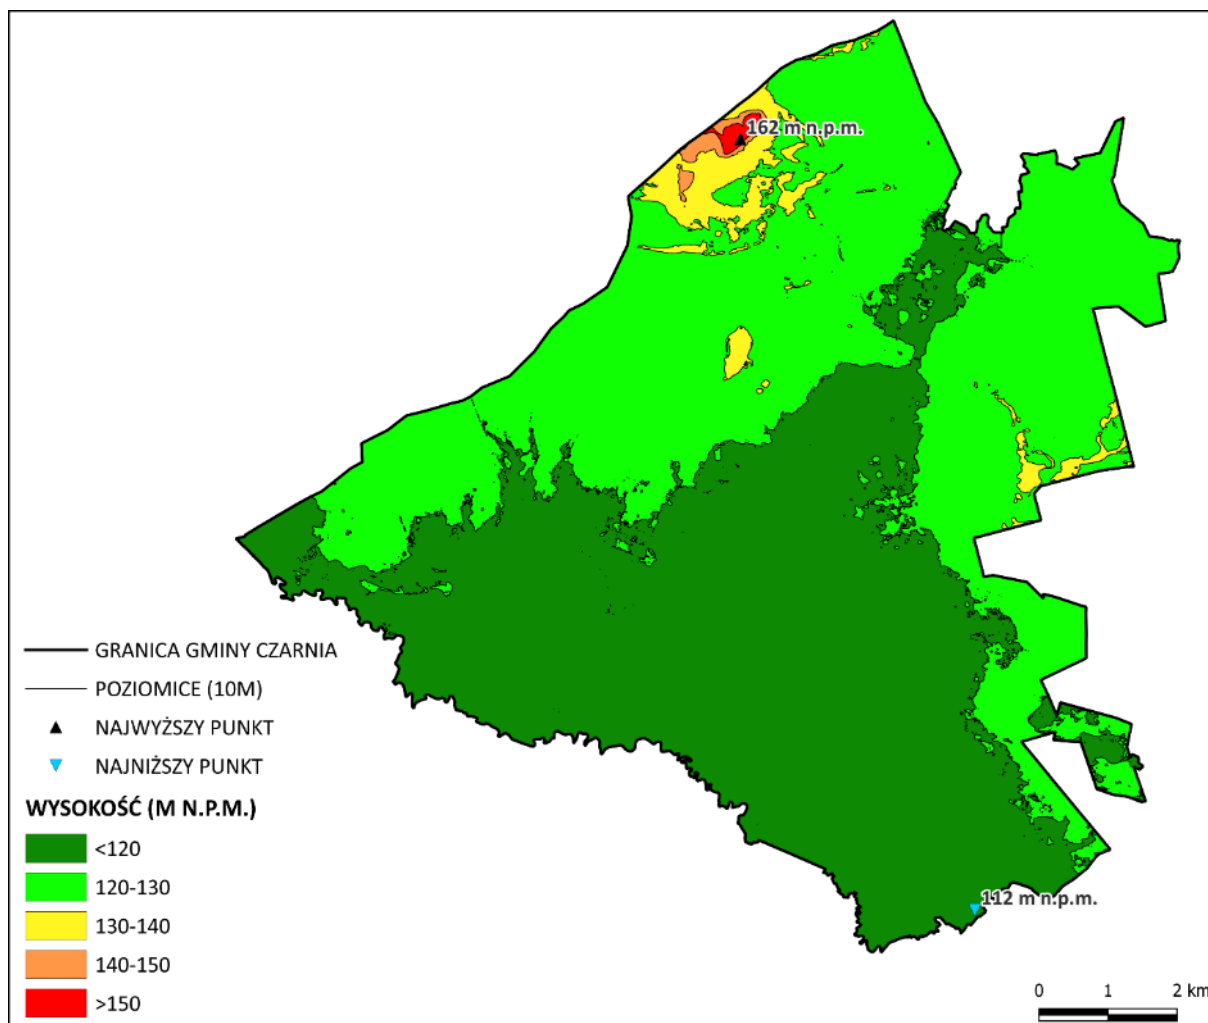 162 m n.p.m.
GRANICA GMINY CZARNIA
POZIOMICE (10M)
NAJWYŻSZY PUNKT
NAJNIŻSZY PUNKT
WYSOKOŚĆ (M N.P.M.)
<120
120-130
130-140
140-150
>150
112 m n.p.m.
0 1 2 km